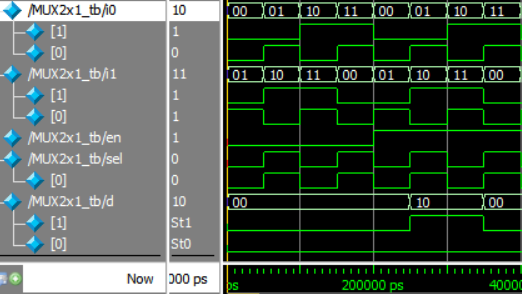 /MUX2x1_tb/i0 10 00 01 10 11 00 01 10 11
[1] 1
[0] 0
/MUX2x1_tb/i1 11 01 10 11 00 01 10 11 00
[1] 1
[0] 1
/MUX2x1_tb/en 1
/MUX2x1_tb/sel 0
[0] 0
/MUX2x1_tb/d 10 00 10 00
[1] St1
[0] St0
Now 000 ps ps 200000 ps 40000